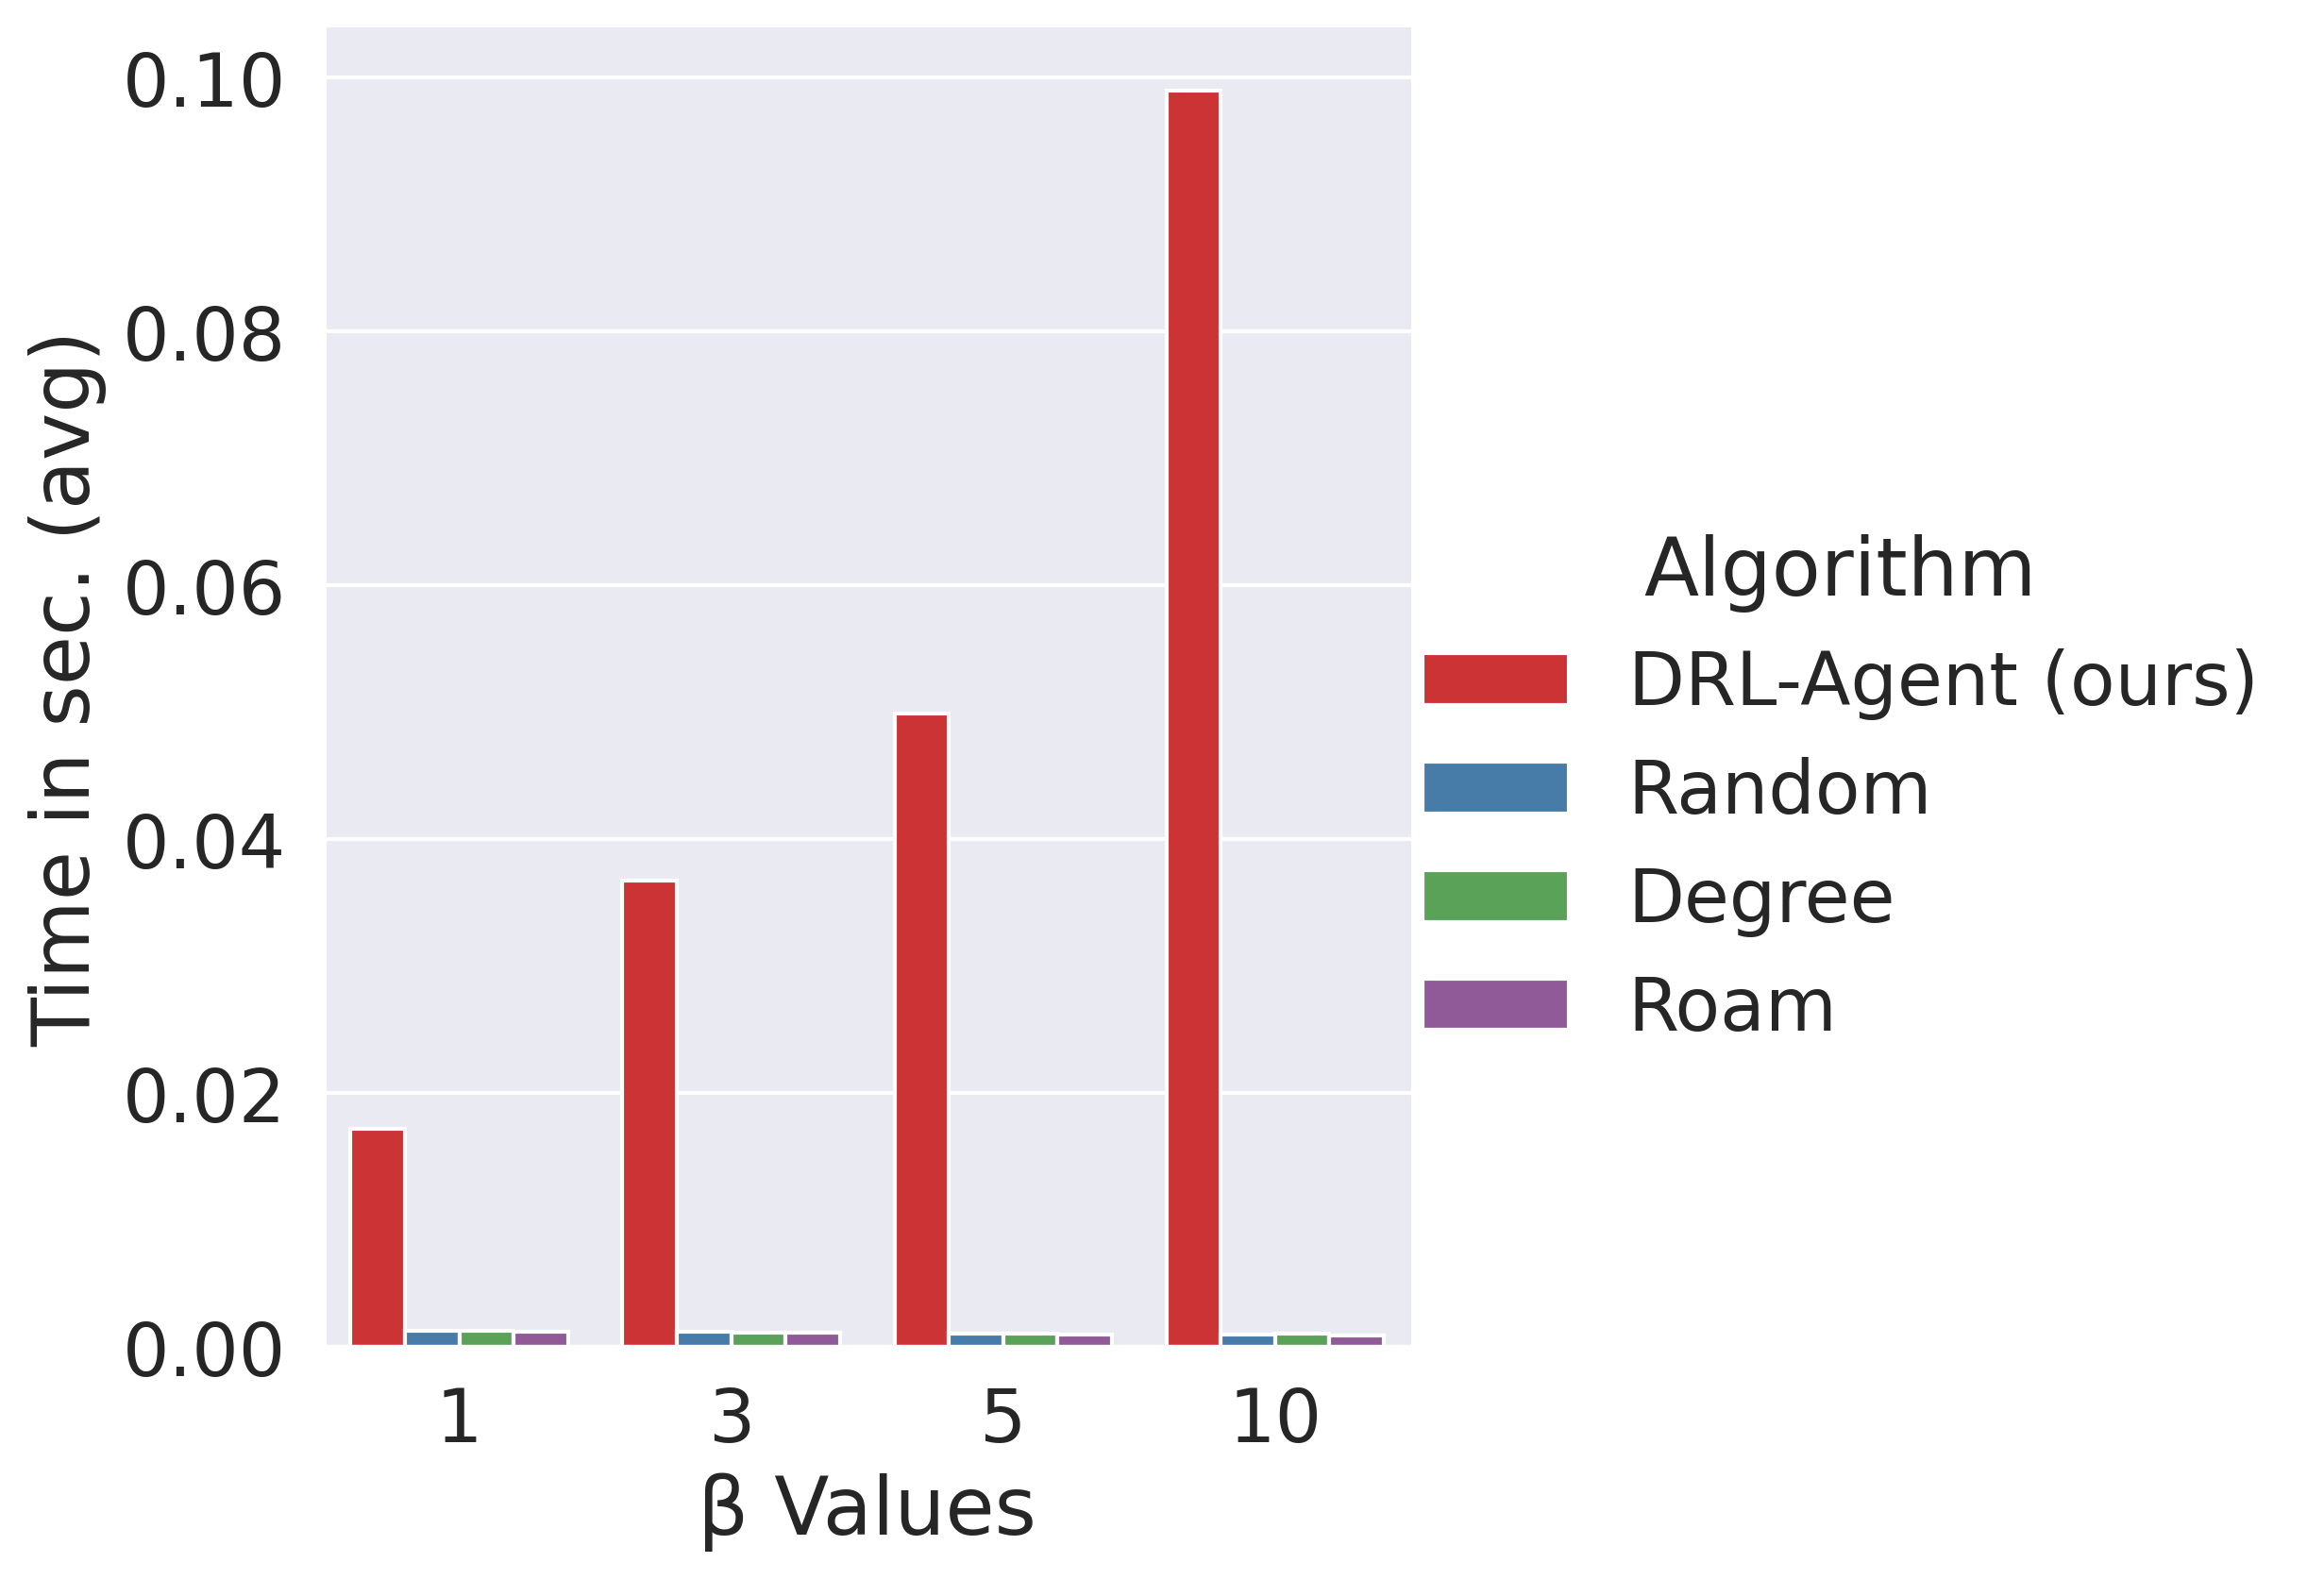 Time in sec. (avg)
0.10
0.08
0.06
0.04
0.02
0.00
1 3 5 10
β Values
Algorithm
DRL-Agent (ours)
Random
Degree
Roam